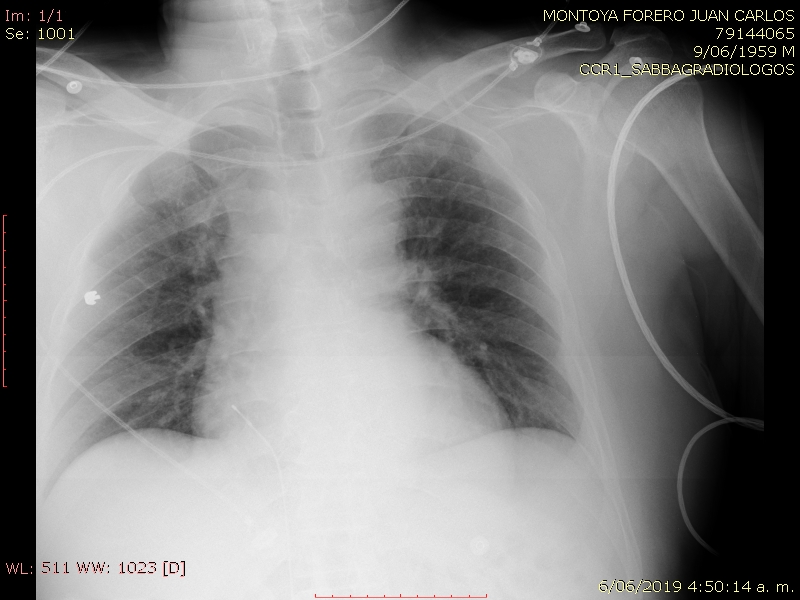 Im: 1/1
Se: 1001
MONTOYA FORERO JUAN CARLOS
79144065
9/06/1959 M
CCR1_SABBAGRADIOLOGOS
WL: 511 WW: 1023 [D]
6/06/2019 4:50:14 a. m.